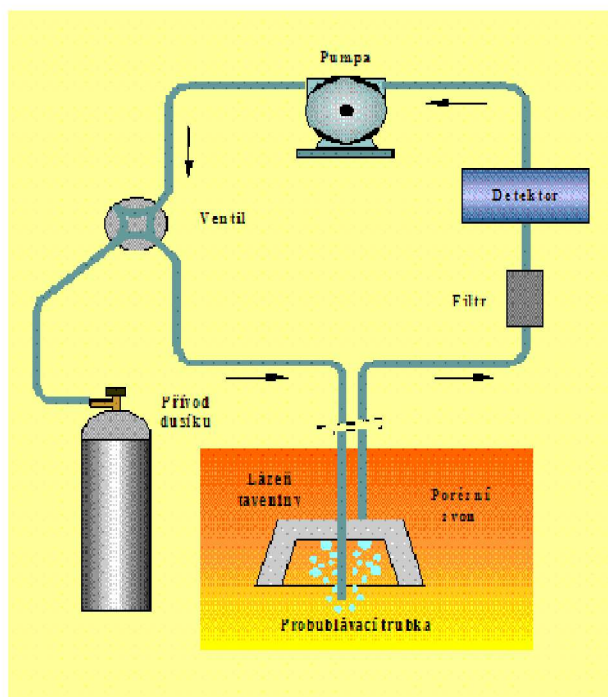 Pumpa
Detektor
Ventil
Filtr
Přívod
dusíku
Lázeň
taveniny
Porézní
zvon
Probublávací trubka